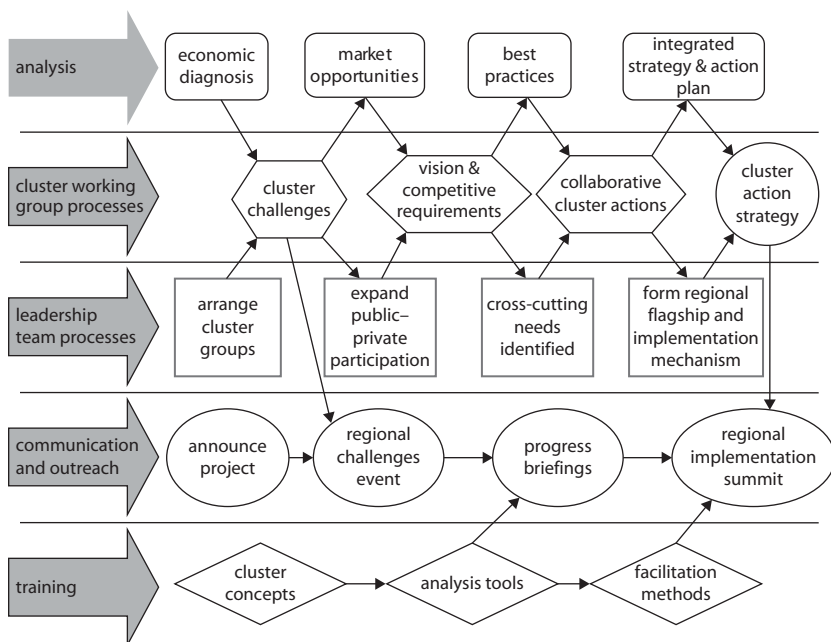 analysis
economic
diagnosis
market
opportunities
best
practices
integrated
strategy & action
plan
cluster working
group processes
cluster
challenges
vision &
competitive
requirements
collaborative
cluster actions
cluster
action
strategy
leadership
team processes
arrange
cluster
groups
expand
public–
private
participation
cross-cutting
needs
identified
form regional
flagship and
implementation
mechanism
communication
and outreach
announce
project
regional
challenges
event
progress
briefings
regional
implementation
summit
training
cluster
concepts
analysis tools
facilitation
methods